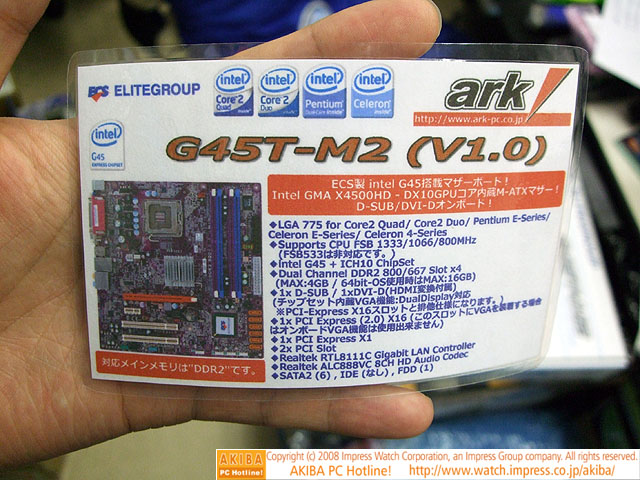 ECS ELITEGROUP
intel Core™2 Quad inside™
intel Core™2 Duo inside™
intel Pentium Dual-Core inside™
intel Celeron inside™
ark
http://www.ark-pc.co.jp/
intel
G45
EXPRESS CHIPSET
G45T-M2 (V1.0)
ECS製 intel G45搭載マザーボード！
Intel GMA X4500HD - DX10GPUコア内蔵M-ATXマザー！
D-SUB/DVI-Dオンボード！
◆LGA 775 for Core2 Quad/ Core2 Duo/ Pentium E-Series/
Celeron E-Series/ Celeron 4-Series
◆Supports CPU FSB 1333/1066/800MHz
(FSB533は非対応です。)
◆Intel G45 + ICH10 ChipSet
◆Dual Channel DDR2 800/667 Slot x4
(MAX:4GB / 64bit-OS使用時はMAX:16GB)
◆1x D-SUB / 1xDVI-D(HDMI変換付属)
(チップセット内蔵VGA機能:DualDisplay対応
※PCI-Express X16スロットと排他仕様になります。)
◆1x PCI Express (2.0) X16 (このスロットにVGAを装着する場合
はオンボードVGA機能は使用出来ません)
◆1x PCI Express X1
◆2x PCI Slot
◆Realtek RTL8111C Gigabit LAN Controller
◆Realtek ALC888VC 8CH HD Audio Codec
◆SATA2 (6) , IDE (なし) , FDD (1)
対応メインメモリは"DDR2"です。
AKIBA
PC Hotline!
Copyright (c) 2008 Impress Watch Corporation, an Impress Group company. All rights reserved.
AKIBA PC Hotline! http://www.watch.impress.co.jp/akiba/